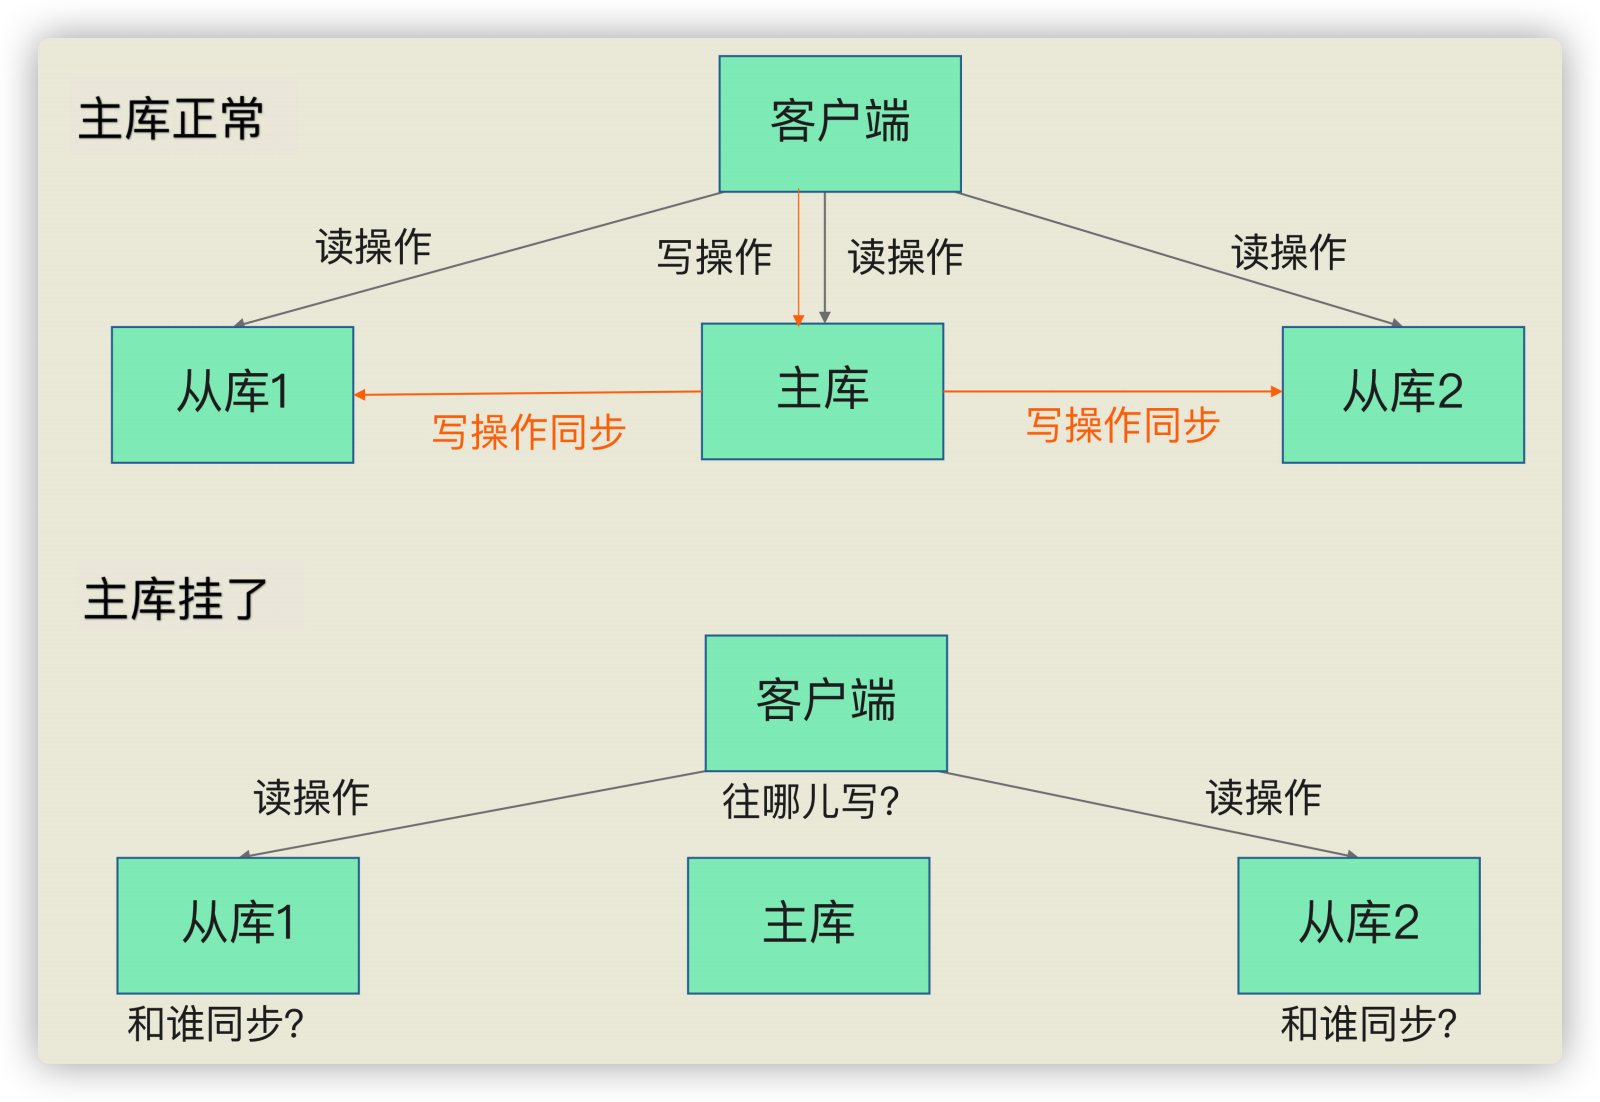 主库正常
客户端
读操作
写操作
读操作
读操作
从库1
主库
从库2
写操作同步
写操作同步
主库挂了
客户端
读操作
往哪儿写?
读操作
从库1
主库
从库2
和谁同步?
和谁同步?